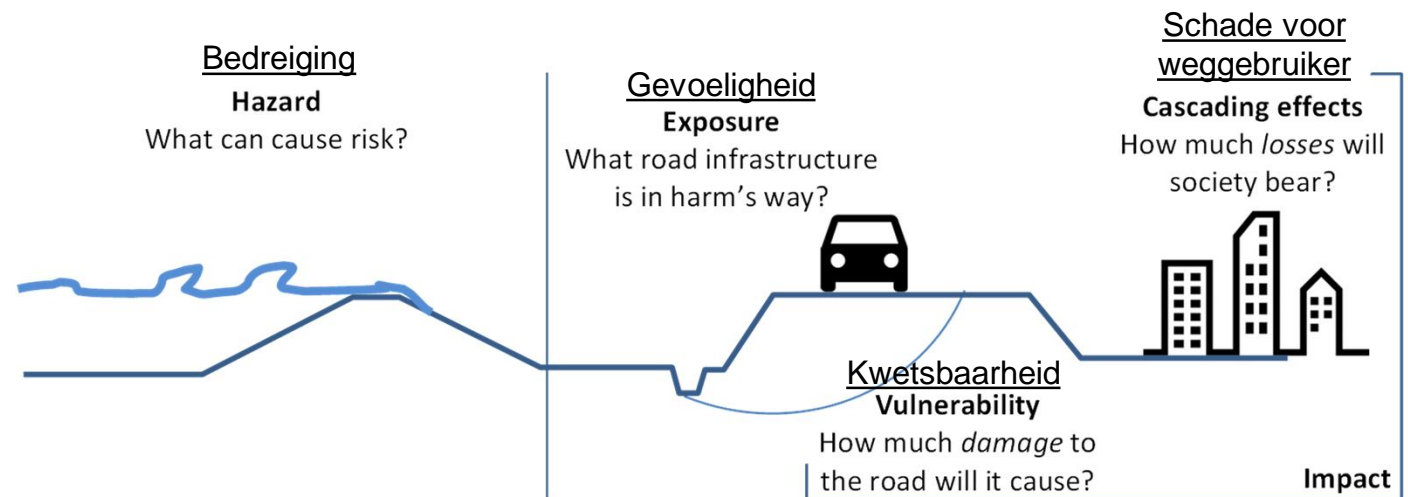 Bedreiging
Hazard
What can cause risk?
Gevoeligheid
Exposure
What road infrastructure
is in harm's way?
Schade voor
weggebruiker
Cascading effects
How much losses will
society bear?
Kwetsbaarheid
Vulnerability
How much damage to
the road will it cause?
Impact